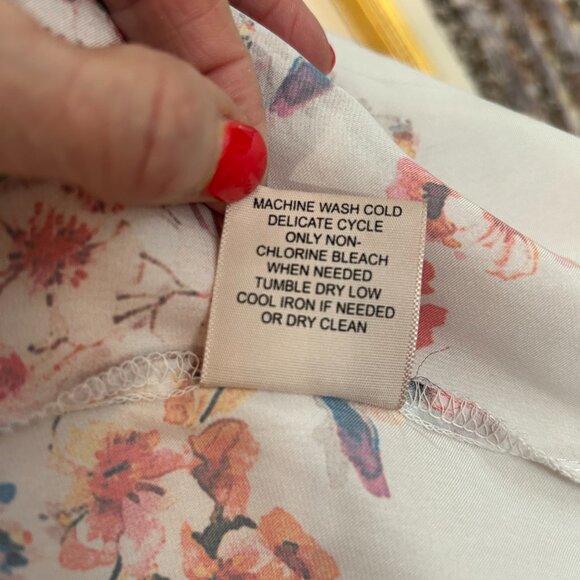 MACHINE WASH COLD
DELICATE CYCLE
ONLY NON-
CHLORINE BLEACH
WHEN NEEDED
TUMBLE DRY LOW
COOL IRON IF NEEDED
OR DRY CLEAN